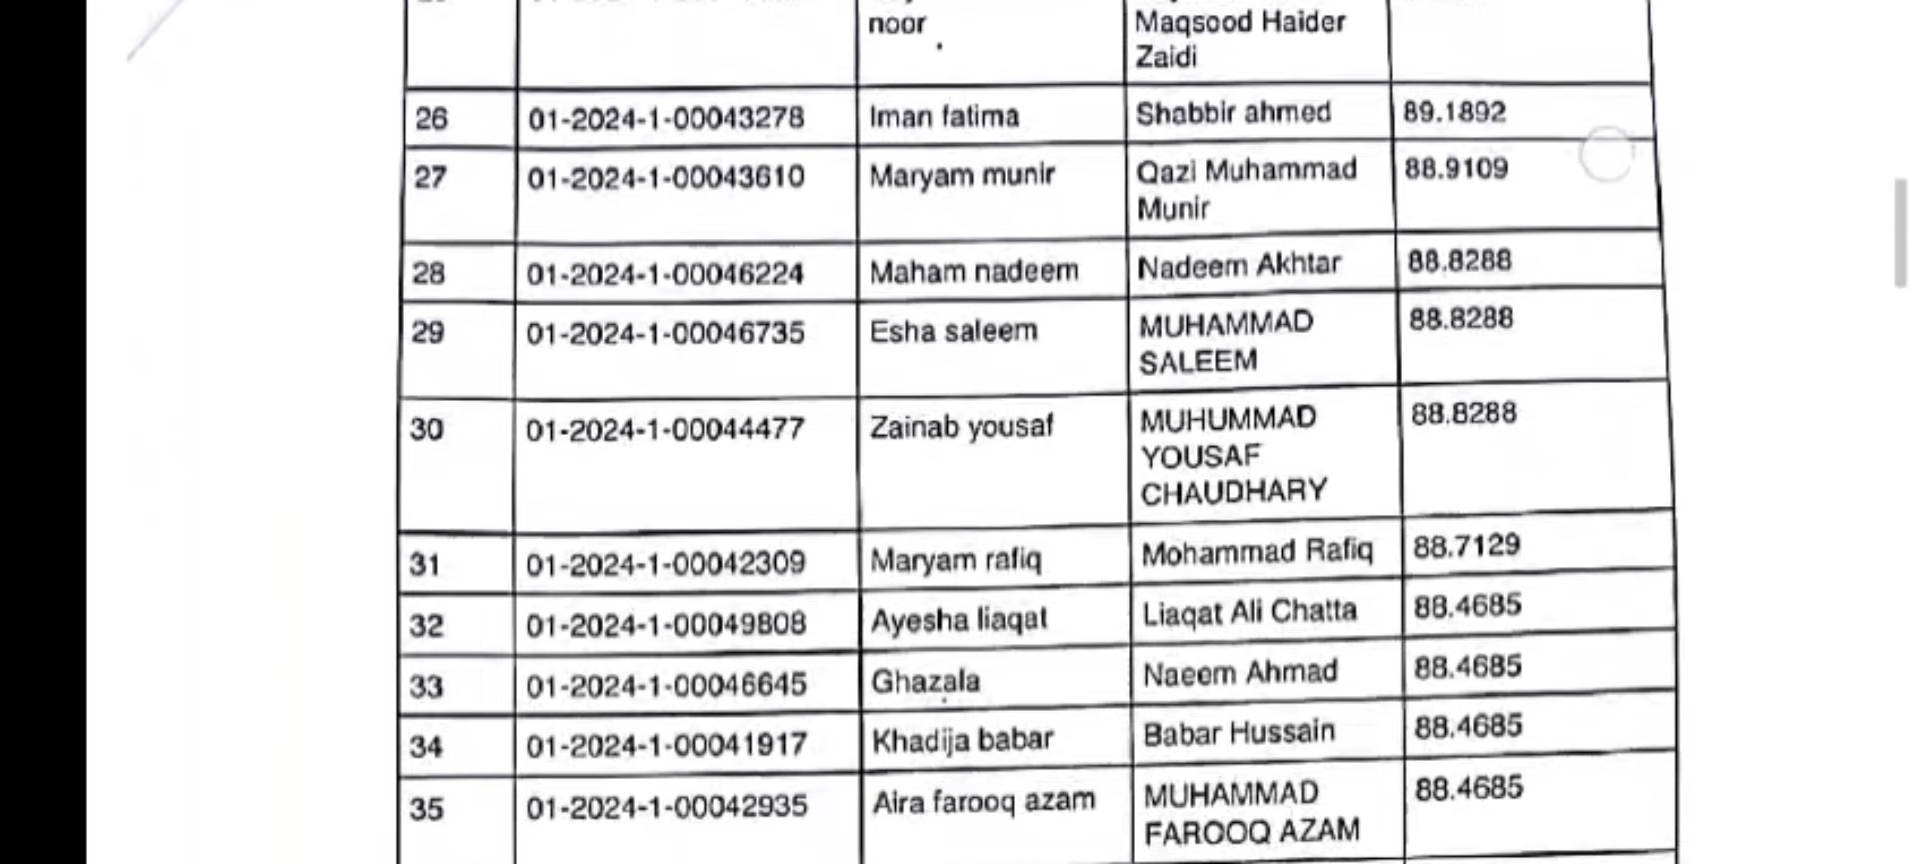 noor
Maqsood Haider
Zaidi
26 01-2024-1-00043278 Iman fatima Shabbir ahmed 89.1892
27 01-2024-1-00043610 Maryam munir Qazi Muhammad 88.9109
Munir
28 01-2024-1-00046224 Maham nadeem Nadeem Akhtar 88.8288
29 01-2024-1-00046735 Esha saleem MUHAMMAD 88.8288
SALEEM
30 01-2024-1-00044477 Zainab yousaf MUHUMMAD 88.8288
YOUSAF
CHAUDHARY
31 01-2024-1-00042309 Maryam rafiq Mohammad Rafiq 88.7129
32 01-2024-1-00049808 Ayesha liaqat Liaqat Ali Chatta 88.4685
33 01-2024-1-00046645 Ghazala Naeem Ahmad 88.4685
34 01-2024-1-00041917 Khadija babar Babar Hussain 88.4685
35 01-2024-1-00042935 Aira farooq azam MUHAMMAD 88.4685
FAROOQ AZAM